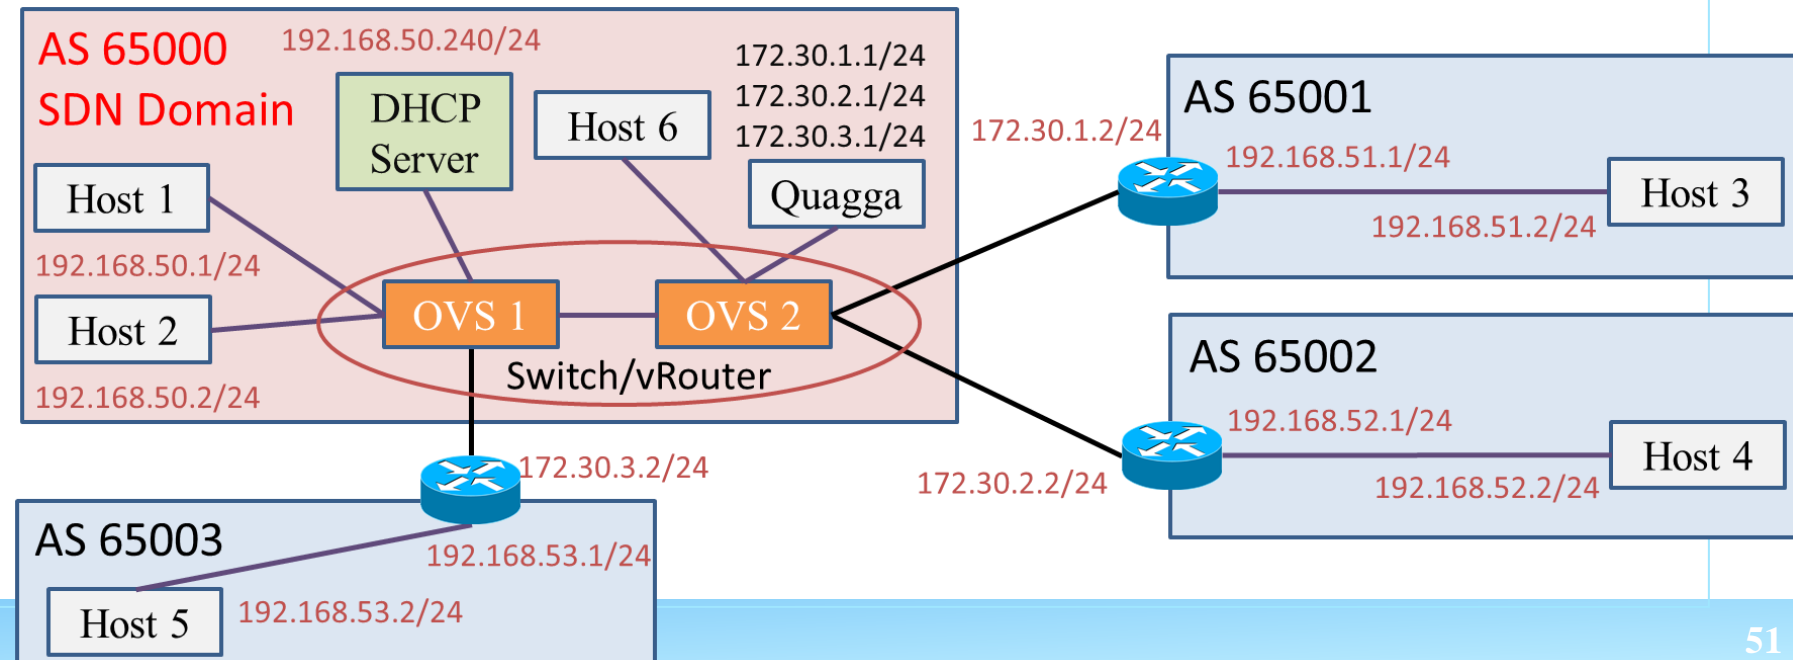 AS 65000
SDN Domain
192.168.50.240/24
DHCP
Server
Host 6
172.30.1.1/24
172.30.2.1/24
172.30.3.1/24
Quagga
Host 1
192.168.50.1/24
Host 2
192.168.50.2/24
OVS 1
OVS 2
Switch/vRouter
172.30.1.2/24
AS 65001
192.168.51.1/24
Host 3
192.168.51.2/24
AS 65002
192.168.52.1/24
Host 4
172.30.2.2/24
192.168.52.2/24
172.30.3.2/24
AS 65003
192.168.53.1/24
Host 5
192.168.53.2/24
51